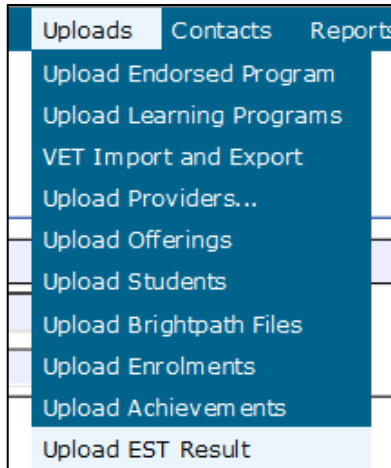 Uploads Contacts Reports
Upload Endorsed Program
Upload Learning Programs
VET Import and Export
Upload Providers...
Upload Offerings
Upload Students
Upload Brightpath Files
Upload Enrolments
Upload Achievements
Upload EST Result